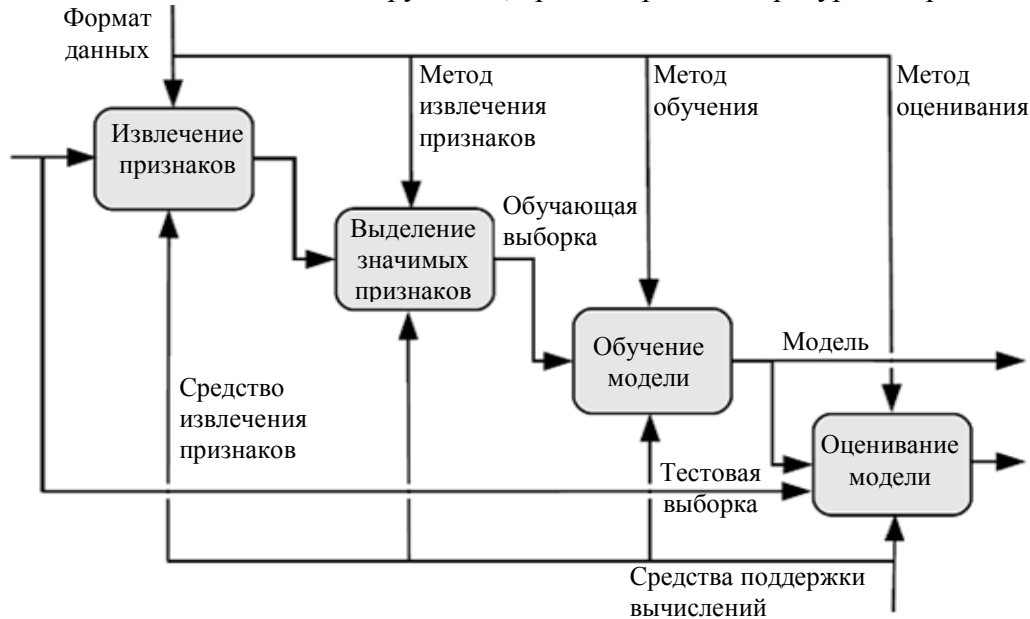 Формат
данных
Метод
извлечения
признаков
Метод
обучения
Метод
оценивания
Извлечение
признаков
Выделение
значимых
признаков
Обучающая
выборка
Обучение
модели
Модель
Средство
извлечения
признаков
Оценивание
модели
Тестовая
выборка
Средства поддержки
вычислений